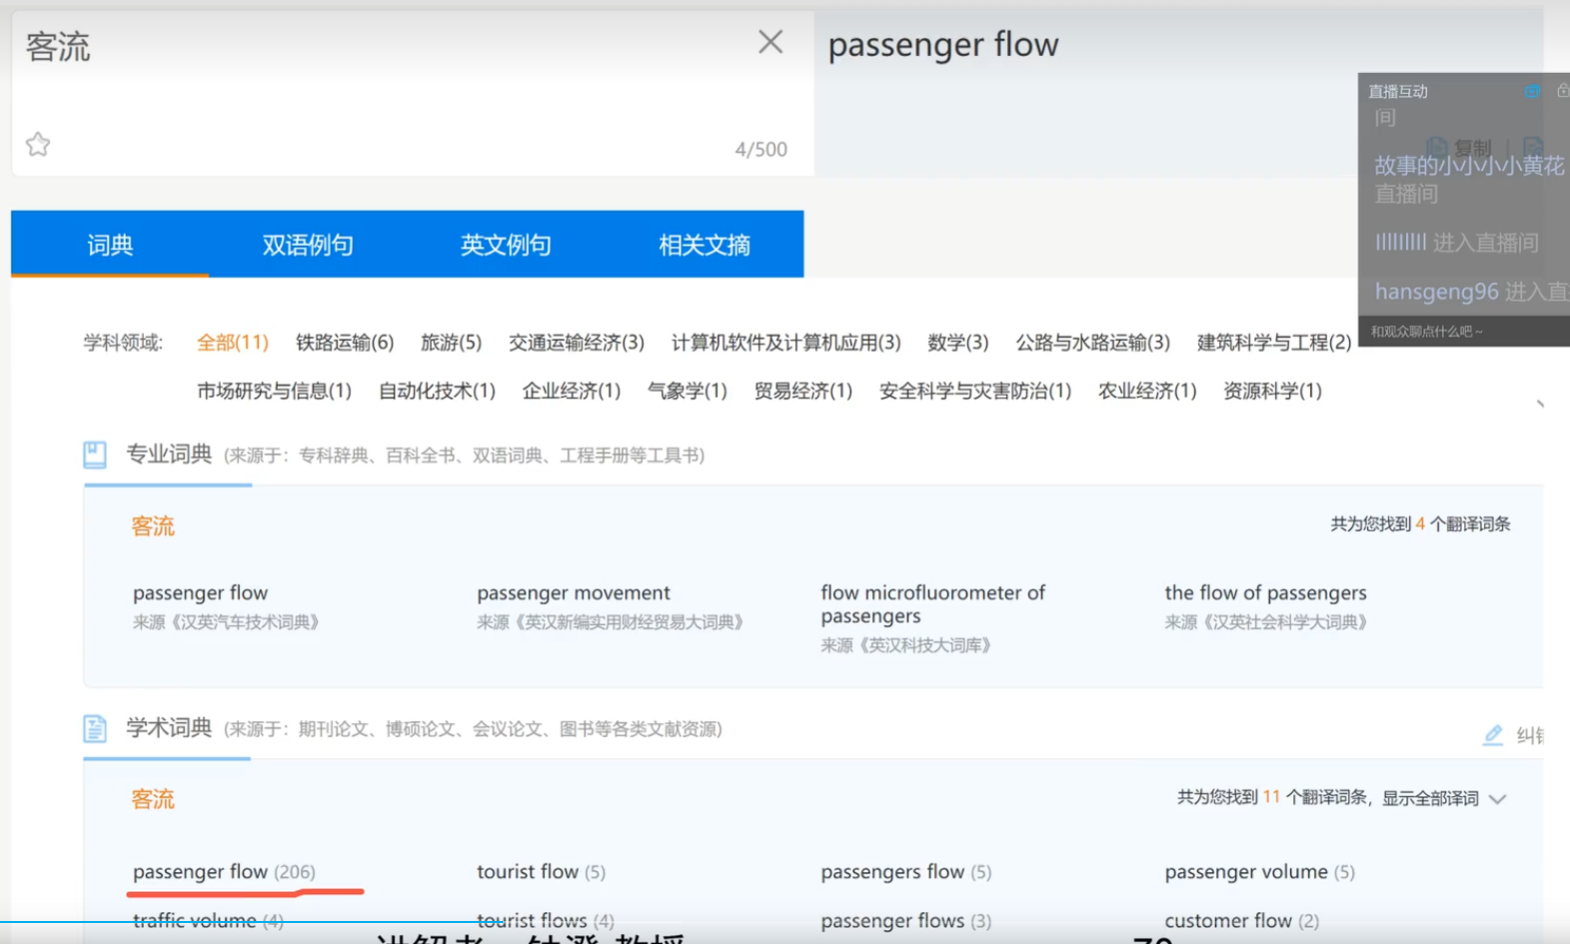 客流
passenger flow
4/500
直播互动
间
复制
故事的小小小小黄花
直播间
lllllllll 进入直播间
hansgeng96 进入直
和观众聊点什么吧~
词典 双语例句 英文例句 相关文摘
学科领域: 全部(11) 铁路运输(6) 旅游(5) 交通运输经济(3) 计算机软件及计算机应用(3) 数学(3) 公路与水路运输(3) 建筑科学与工程(2)
市场研究与信息(1) 自动化技术(1) 企业经济(1) 气象学(1) 贸易经济(1) 安全科学与灾害防治(1) 农业经济(1) 资源科学(1)
专业词典 (来源于: 专科辞典、百科全书、双语词典、工程手册等工具书)
客流 共为您找到 4 个翻译词条
passenger flow
来源《汉英汽车技术词典》
passenger movement
来源《英汉新编实用财经贸易大词典》
flow microfluorometer of
passengers
来源《英汉科技大词库》
the flow of passengers
来源《汉英社会科学大词典》
学术词典 (来源于: 期刊论文、博硕论文、会议论文、图书等各类文献资源)
纠错
客流 共为您找到 11 个翻译词条, 显示全部译词
passenger flow (206) tourist flow (5) passengers flow (5) passenger volume (5)
traffic volume (4) tourist flows (4) passenger flows (3) customer flow (2)